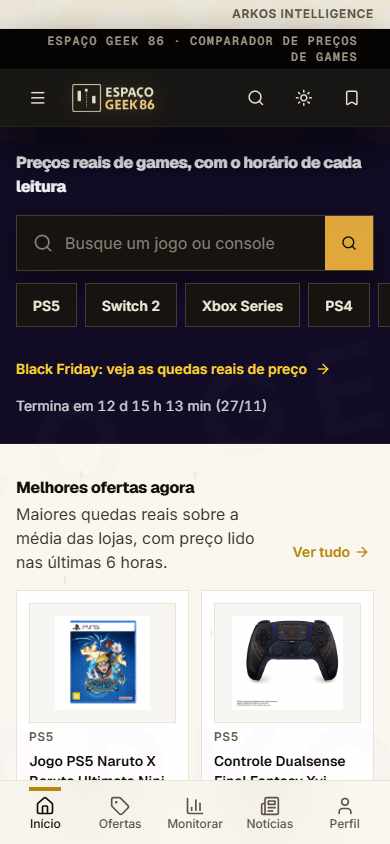 ARKOS INTELLIGENCE
ESPAÇO GEEK 86 · COMPARADOR DE PREÇOS
DE GAMES
ESPAÇO
GEEK86
Preços reais de games, com o horário de cada
leitura
Busque um jogo ou console
PS5
Switch 2
Xbox Series
PS4
Black Friday: veja as quedas reais de preço
Termina em 12 d 15 h 13 min (27/11)
Melhores ofertas agora
Maiores quedas reais sobre a
média das lojas, com preço lido
nas últimas 6 horas.
Ver tudo
PS5
PS5
Jogo PS5 Naruto X
Controle Dualsense
Início
Ofertas
Monitorar
Notícias
Perfil